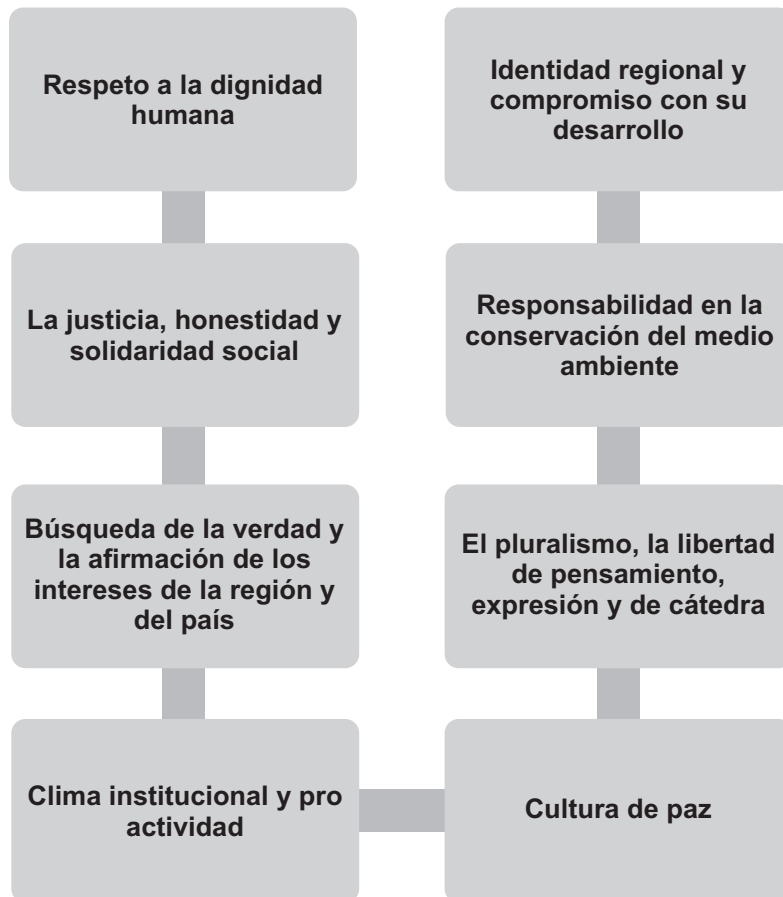 Respeto a la dignidad
humana
La justicia, honestidad y
solidaridad social
Búsqueda de la verdad y
la afirmación de los
intereses de la región y
del país
Clima institucional y pro
actividad
Cultura de paz
El pluralismo, la libertad
de pensamiento,
expresión y de cátedra
Responsabilidad en la
conservación del medio
ambiente
Identidad regional y
compromiso con su
desarrollo